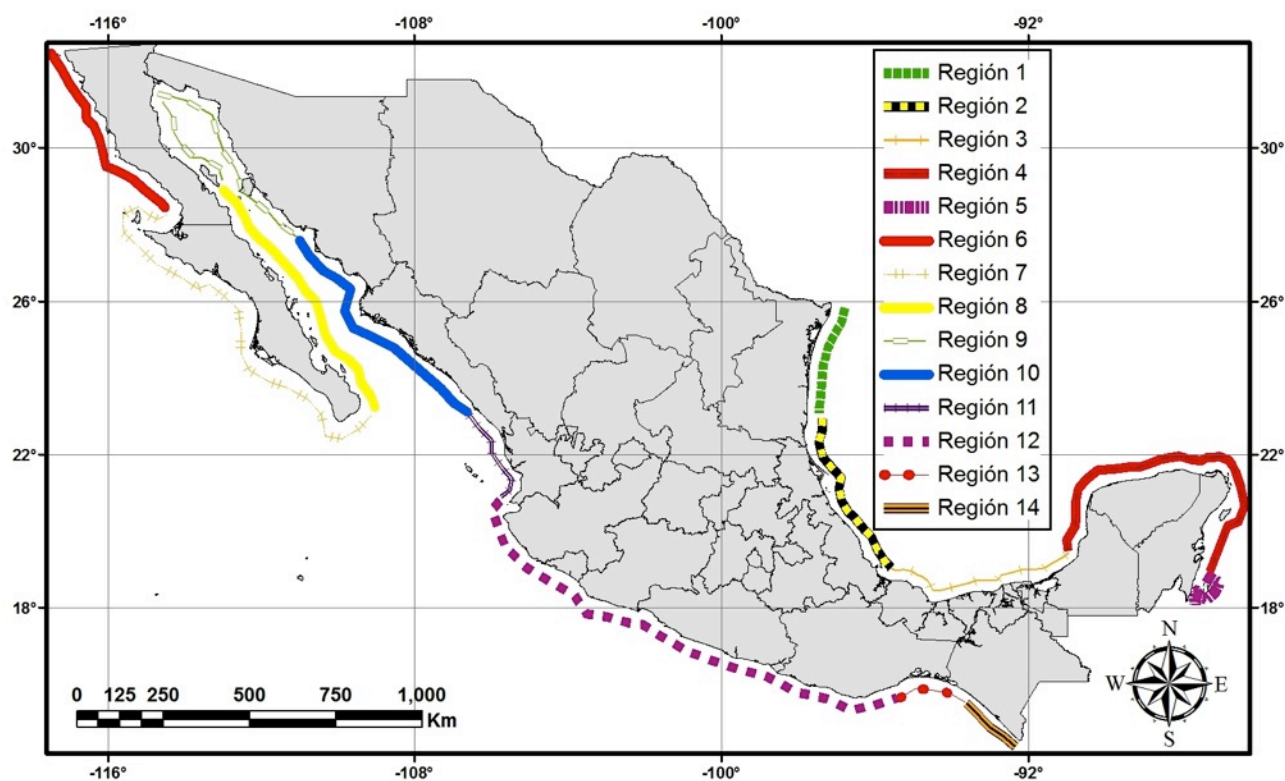 -116° -108° -100° -92°
Región 1
Región 2
30° Región 3 30°
Región 4
Región 5
Región 6
Región 7
26° Región 8 26°
Región 9
Región 10
Región 11
22° Región 12 22°
Región 13
Región 14
18° 18°
N
W E
S
0 125 250 500 750 1,000
Km
-116° -108° -100° -92°